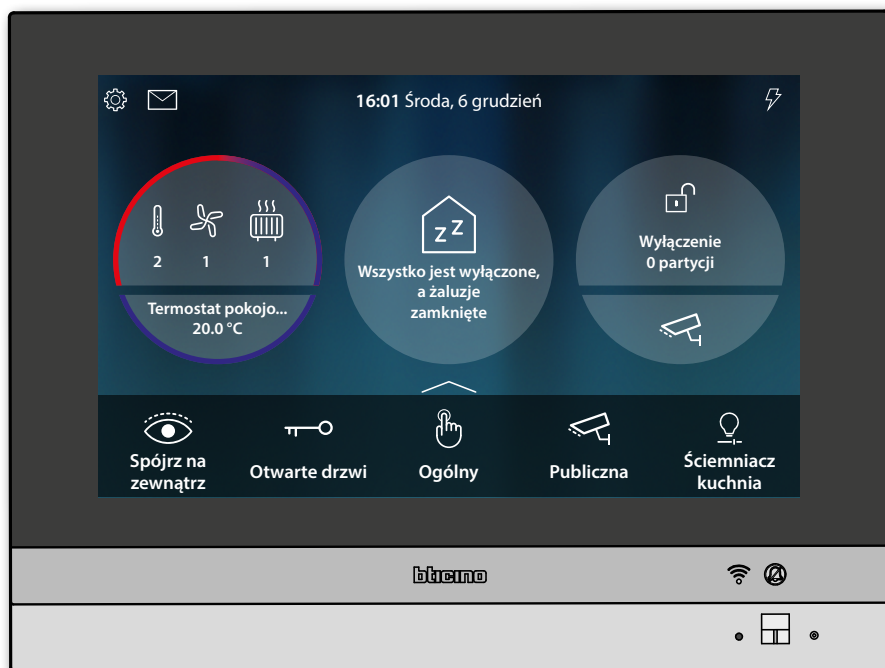 16:01 Środa, 6 grudzień
2 1 1
Termostat pokojo...
20.0 °C
zz
Wszystko jest wyłączone,
a żaluzje
zamknięte
Wyłączenie
0 partycji
Spójrz na
zewnątrz
Otwarte drzwi
Ogólny
Publiczna
Ściemniacz
kuchnia
bticino